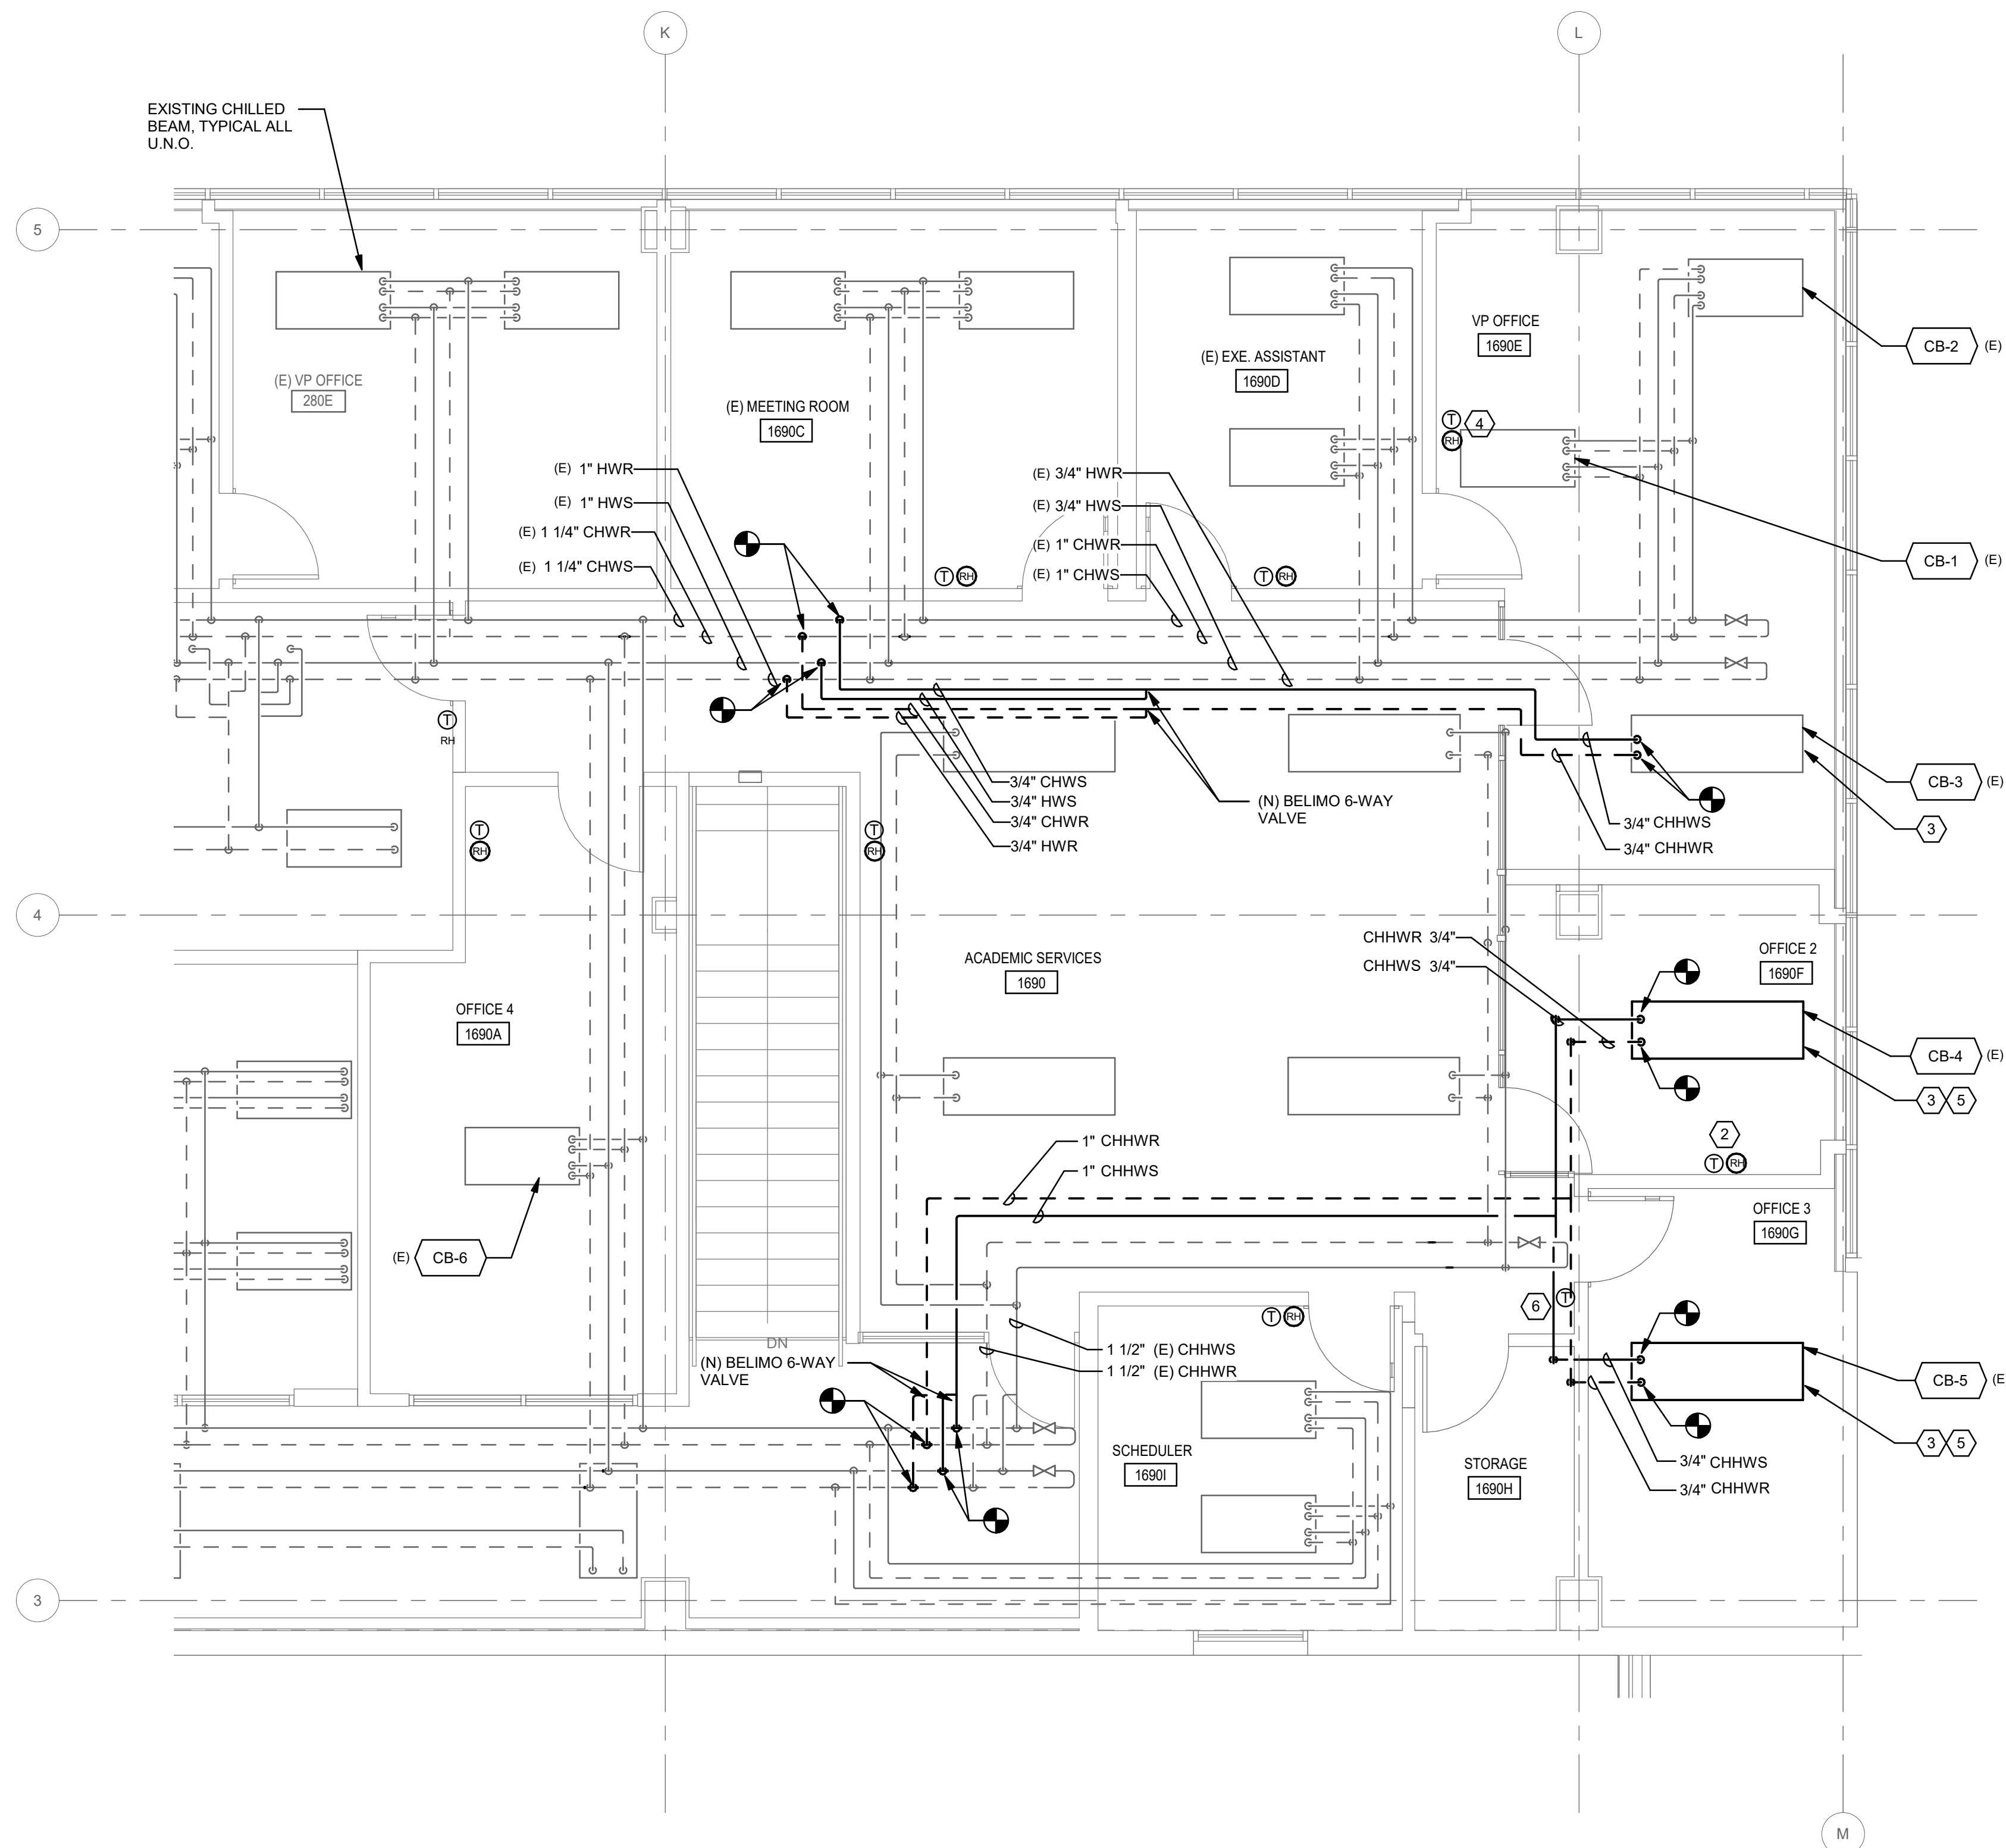 K
L
EXISTING CHILLED
BEAM, TYPICAL ALL
U.N.O.
5
VP OFFICE
1690E
CB-2 (E)
(E) EXE. ASSISTANT
1690D
(E) VP OFFICE
280E
(E) MEETING ROOM
1690C
T 4
RH
(E) 1" HWR
(E) 1" HWS
(E) 1 1/4" CHWR
(E) 1 1/4" CHWS
(E) 3/4" HWR
(E) 3/4" HWS
(E) 1" CHWR
(E) 1" CHWS
CB-1 (E)
T RH
T RH
T
RH
3/4" CHWS
3/4" HWS
3/4" CHWR
3/4" HWR
(N) BELIMO 6-WAY
VALVE
CB-3 (E)
3/4" CHHWS
3/4" CHHWR
3
T
RH
T
RH
4
CHHWR 3/4"
CHHWS 3/4"
OFFICE 2
1690F
ACADEMIC SERVICES
1690
OFFICE 4
1690A
CB-4 (E)
3 5
2
T RH
1" CHHWR
1" CHHWS
OFFICE 3
1690G
(E) CB-6
6 T
T RH
DN
1 1/2" (E) CHHWS
1 1/2" (E) CHHWR
(N) BELIMO 6-WAY
VALVE
CB-5 (E
3 5
SCHEDULER
1690I
STORAGE
1690H
3/4" CHHWS
3/4" CHHWR
3
M